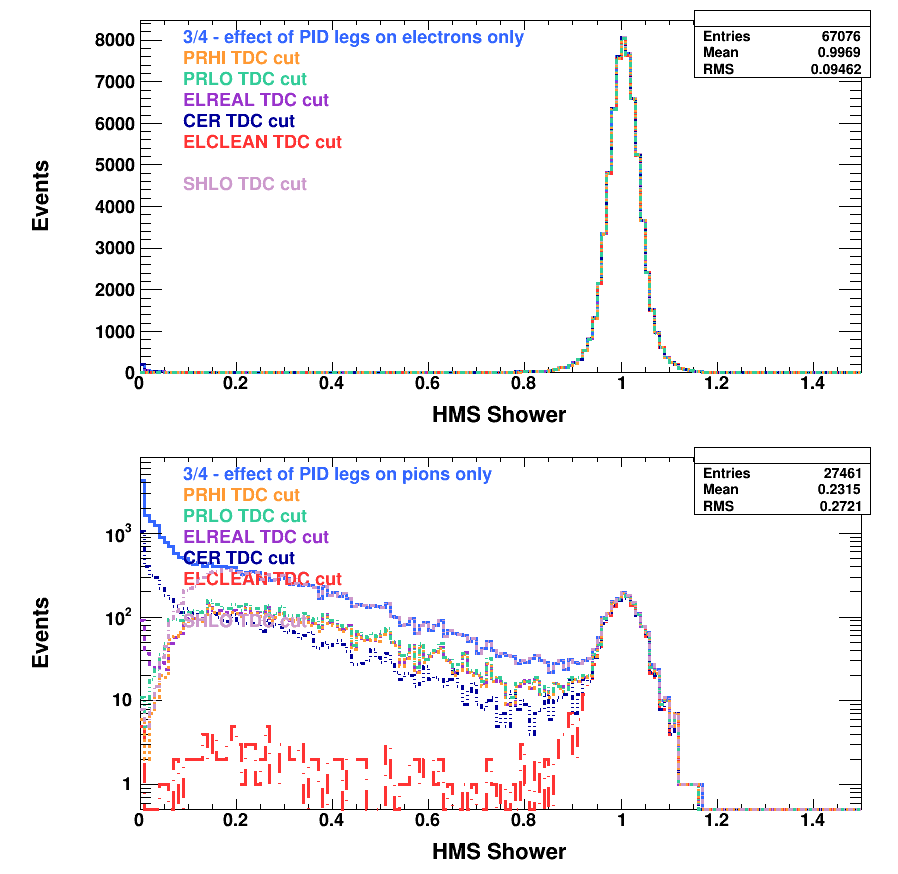 3/4 - effect of PID legs on electrons only
PRHI TDC cut
PRLO TDC cut
ELREAL TDC cut
CER TDC cut
ELCLEAN TDC cut
SHLO TDC cut
Entries 67076
Mean 0.9969
RMS 0.09462
8000
7000
6000
5000
4000
3000
2000
1000
0
Events
0 0.2 0.4 0.6 0.8 1 1.2 1.4
HMS Shower
3/4 - effect of PID legs on pions only
PRHI TDC cut
PRLO TDC cut
ELREAL TDC cut
CER TDC cut
ELCLEAN TDC cut
SHLO TDC cut
Entries 27461
Mean 0.2315
RMS 0.2721
10³
10²
10
1
Events
0 0.2 0.4 0.6 0.8 1 1.2 1.4
HMS Shower